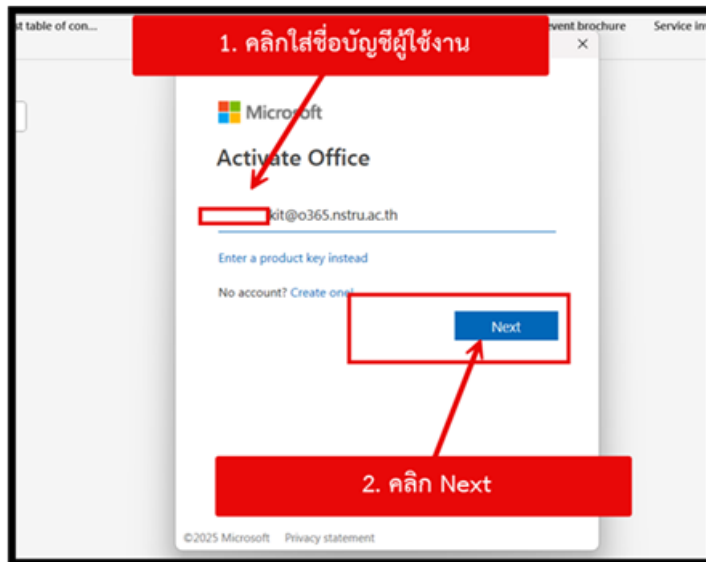 st table of con...
event brochure
Service in
1. คลิกใส่ชื่อบัญชีผู้ใช้งาน
Microsoft
Activate Office
kit@o365.nstru.ac.th
Enter a product key instead
No account? Create one!
Next
2. คลิก Next
©2025 Microsoft Privacy statement